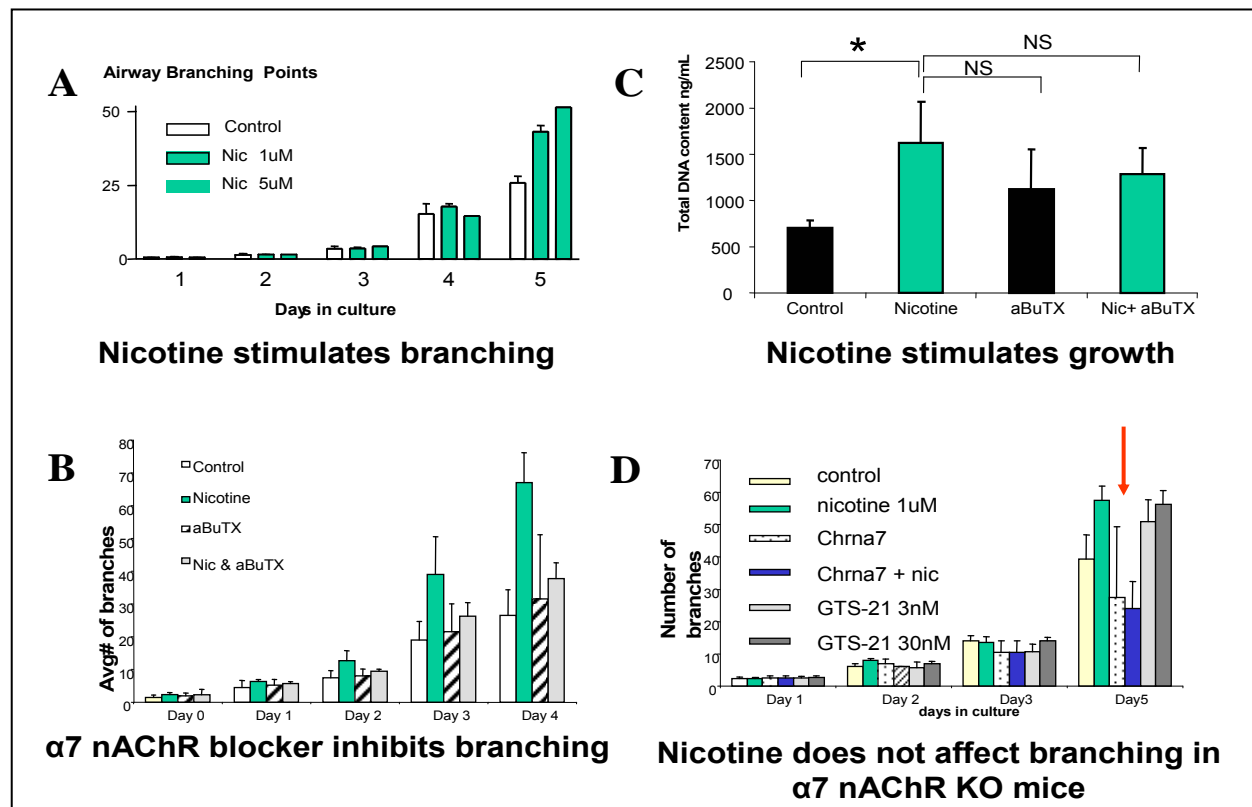 A
Airway Branching Points
50
25
0
Control
Nic 1uM
Nic 5uM
1 2 3 4 5
Days in culture
Nicotine stimulates branching
C
*
NS
NS
Total DNA content ng/mL
2500
2000
1500
1000
500
0
Control Nicotine aBuTX Nic+ aBuTX
Nicotine stimulates growth
B
Avg# of branches
80
70
60
50
40
30
20
10
0
Control
Nicotine
aBuTX
Nic & aBuTX
Day 0 Day 1 Day 2 Day 3 Day 4
α7 nAChR blocker inhibits branching
D
Number of
branches
70
60
50
40
30
20
10
0
control
nicotine 1uM
Chrna7
Chrna7 + nic
GTS-21 3nM
GTS-21 30nM
Day 1 Day 2 Day3 Day5
days in culture
Nicotine does not affect branching in
α7 nAChR KO mice